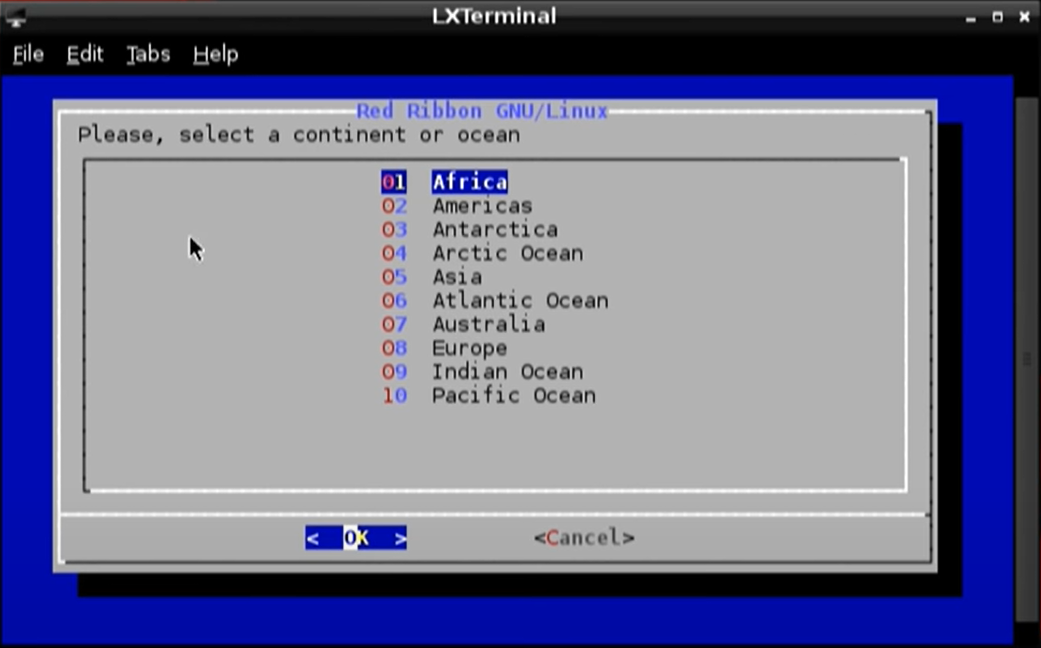 LXTerminal
File Edit Tabs Help
Red Ribbon GNU/Linux
Please, select a continent or ocean
01 Africa
02 Americas
03 Antarctica
04 Arctic Ocean
05 Asia
06 Atlantic Ocean
07 Australia
08 Europe
09 Indian Ocean
10 Pacific Ocean
< OK > <Cancel>